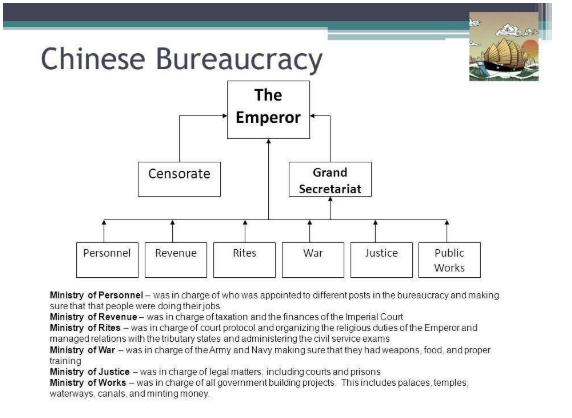 Chinese Bureaucracy
The
Emperor
Censorate
Grand
Secretariat
Personnel
Revenue
Rites
War
Justice
Public
Works
Ministry of Personnel – was in charge of who was appointed to different posts in the bureaucracy and making
sure that that people were doing their jobs
Ministry of Revenue – was in charge of taxation and the finances of the Imperial Court
Ministry of Rites – was in charge of court protocol and organizing the religious duties of the Emperor and
managed relations with the tributary states and administering the civil service exams
Ministry of War – was in charge of the Army and Navy making sure that they had weapons, food, and proper
training
Ministry of Justice – was in charge of legal matters, including courts and prisons
Ministry of Works – was in charge of all government building projects. This includes palaces, temples,
waterways, canals, and minting money.